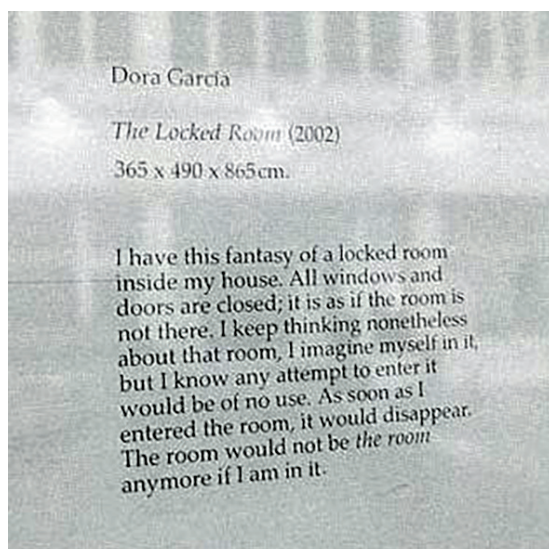 Dora García
The Locked Room (2002)
365 x 490 x 865cm.
I have this fantasy of a locked room
inside my house. All windows and
doors are closed; it is as if the room is
not there. I keep thinking nonetheless
about that room, I imagine myself in it,
but I know any attempt to enter it
would be of no use. As soon as I
entered the room, it would disappear.
The room would not be the room
anymore if I am in it.